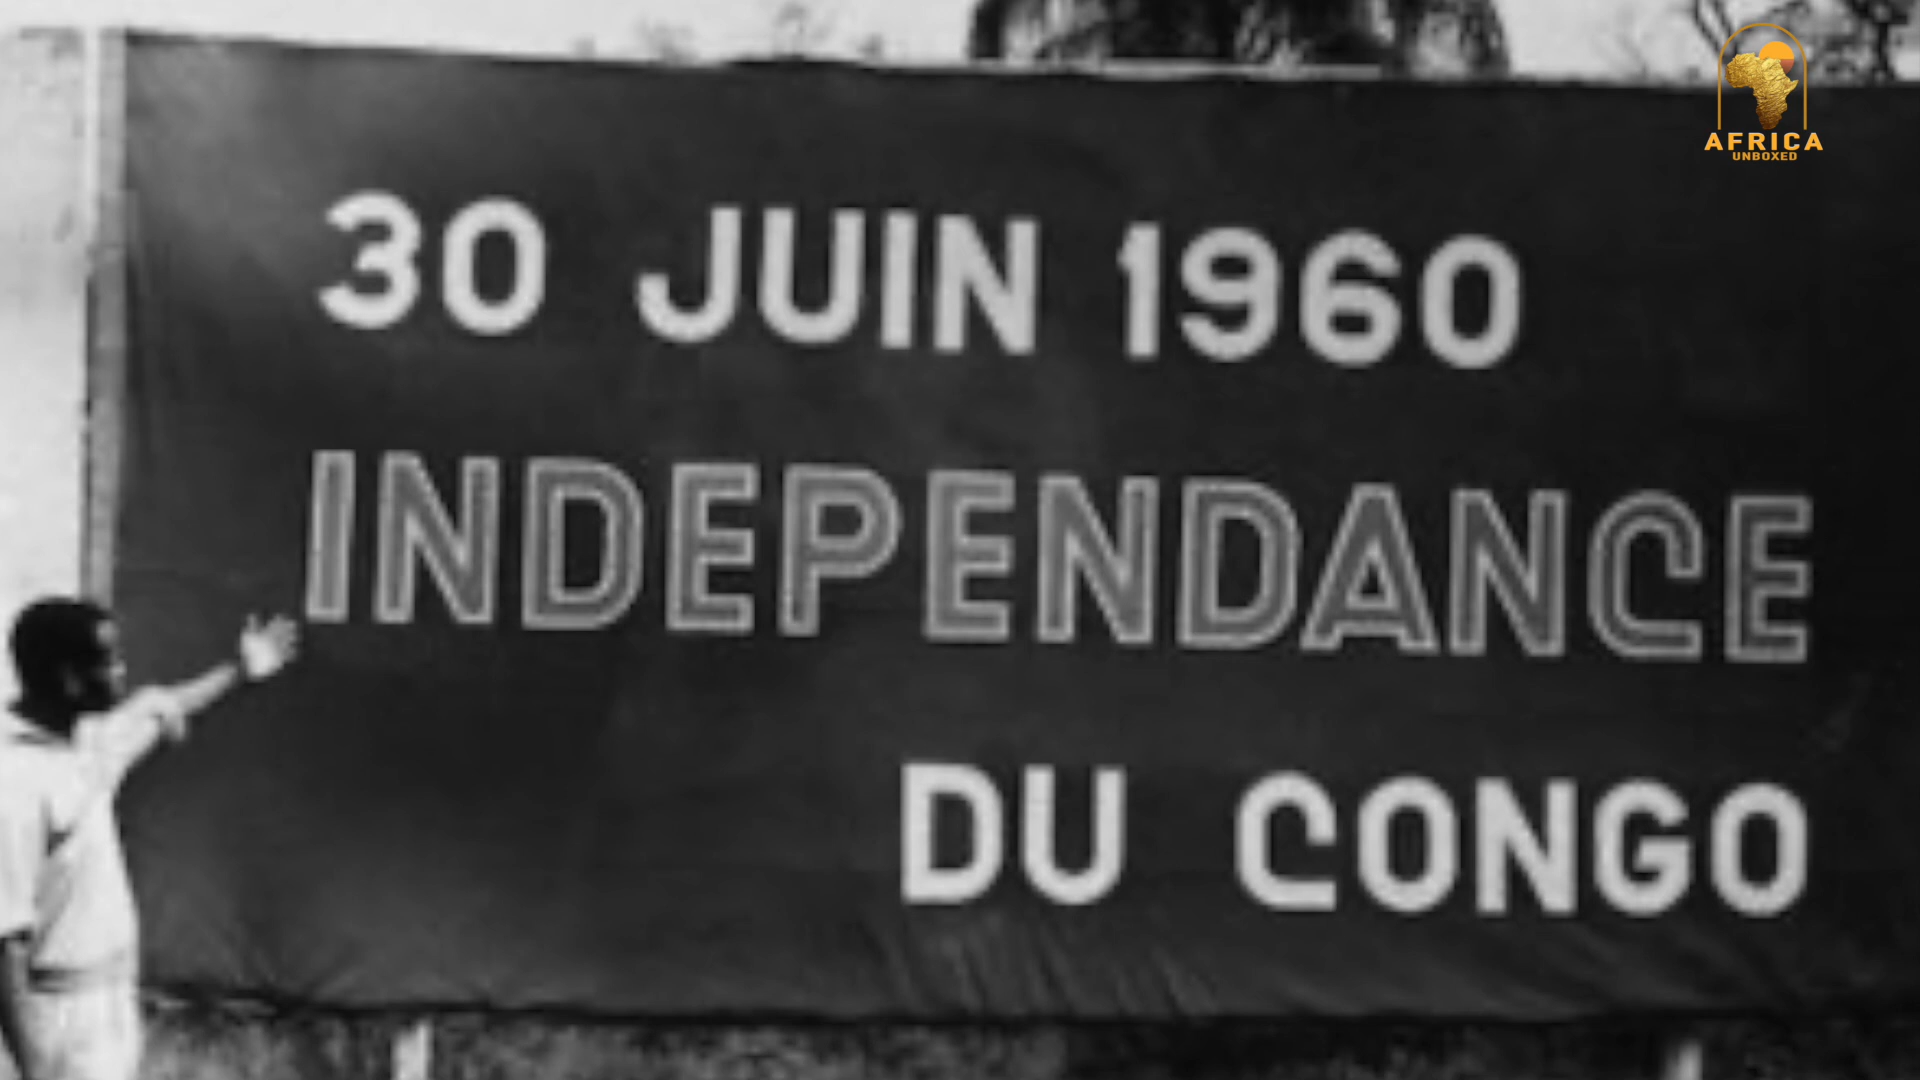 30 JUIN 1960
INDEPENDANCE
DU CONGO
AFRICA
UNBOXED